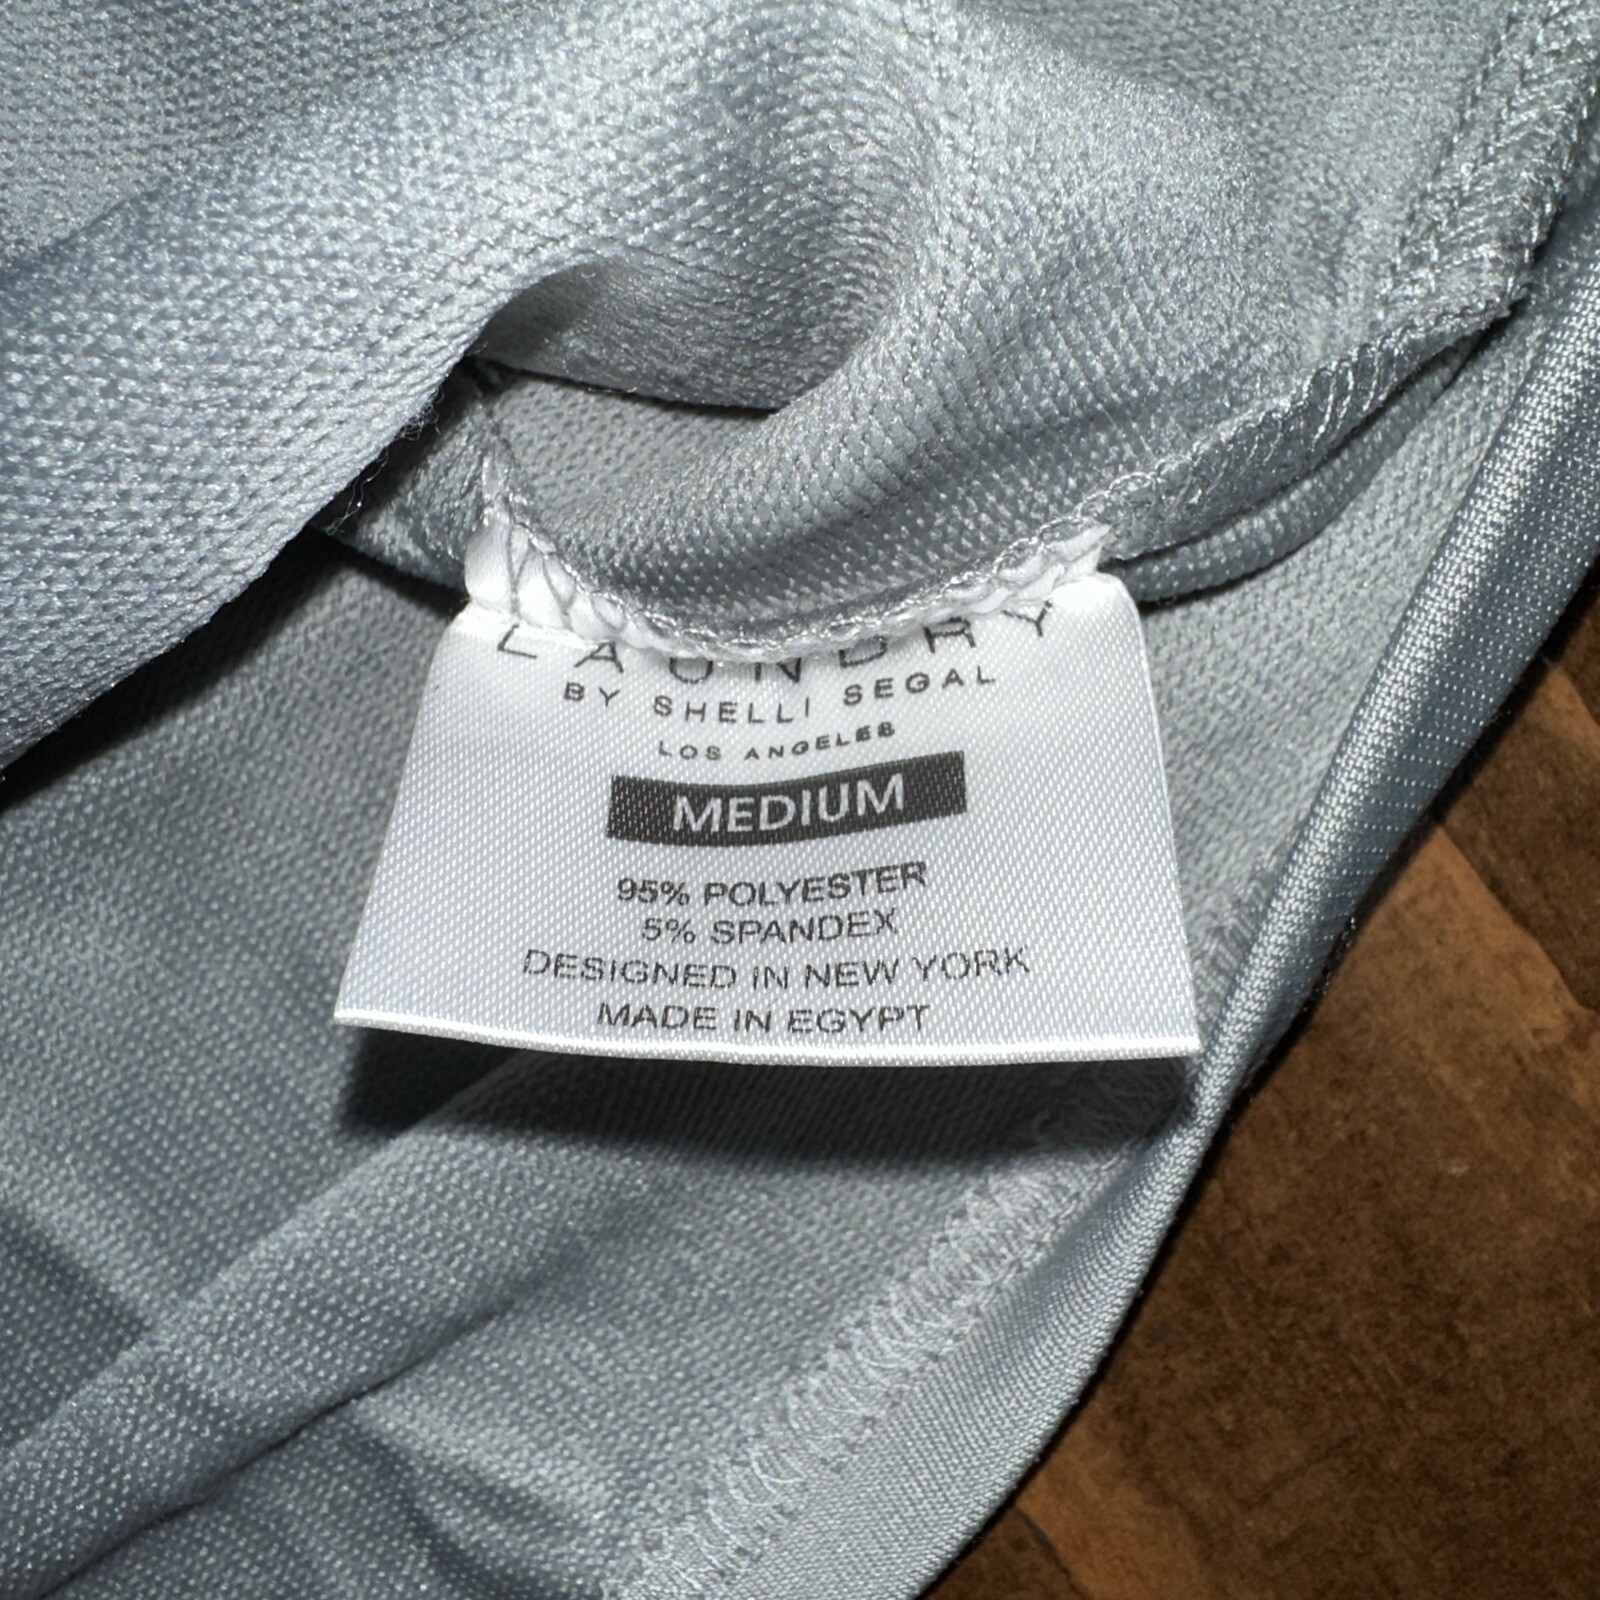 LAUNDRY
BY SHELLI SEGAL
LOS ANGELES
MEDIUM
95% POLYESTER
5% SPANDEX
DESIGNED IN NEW YORK
MADE IN EGYPT